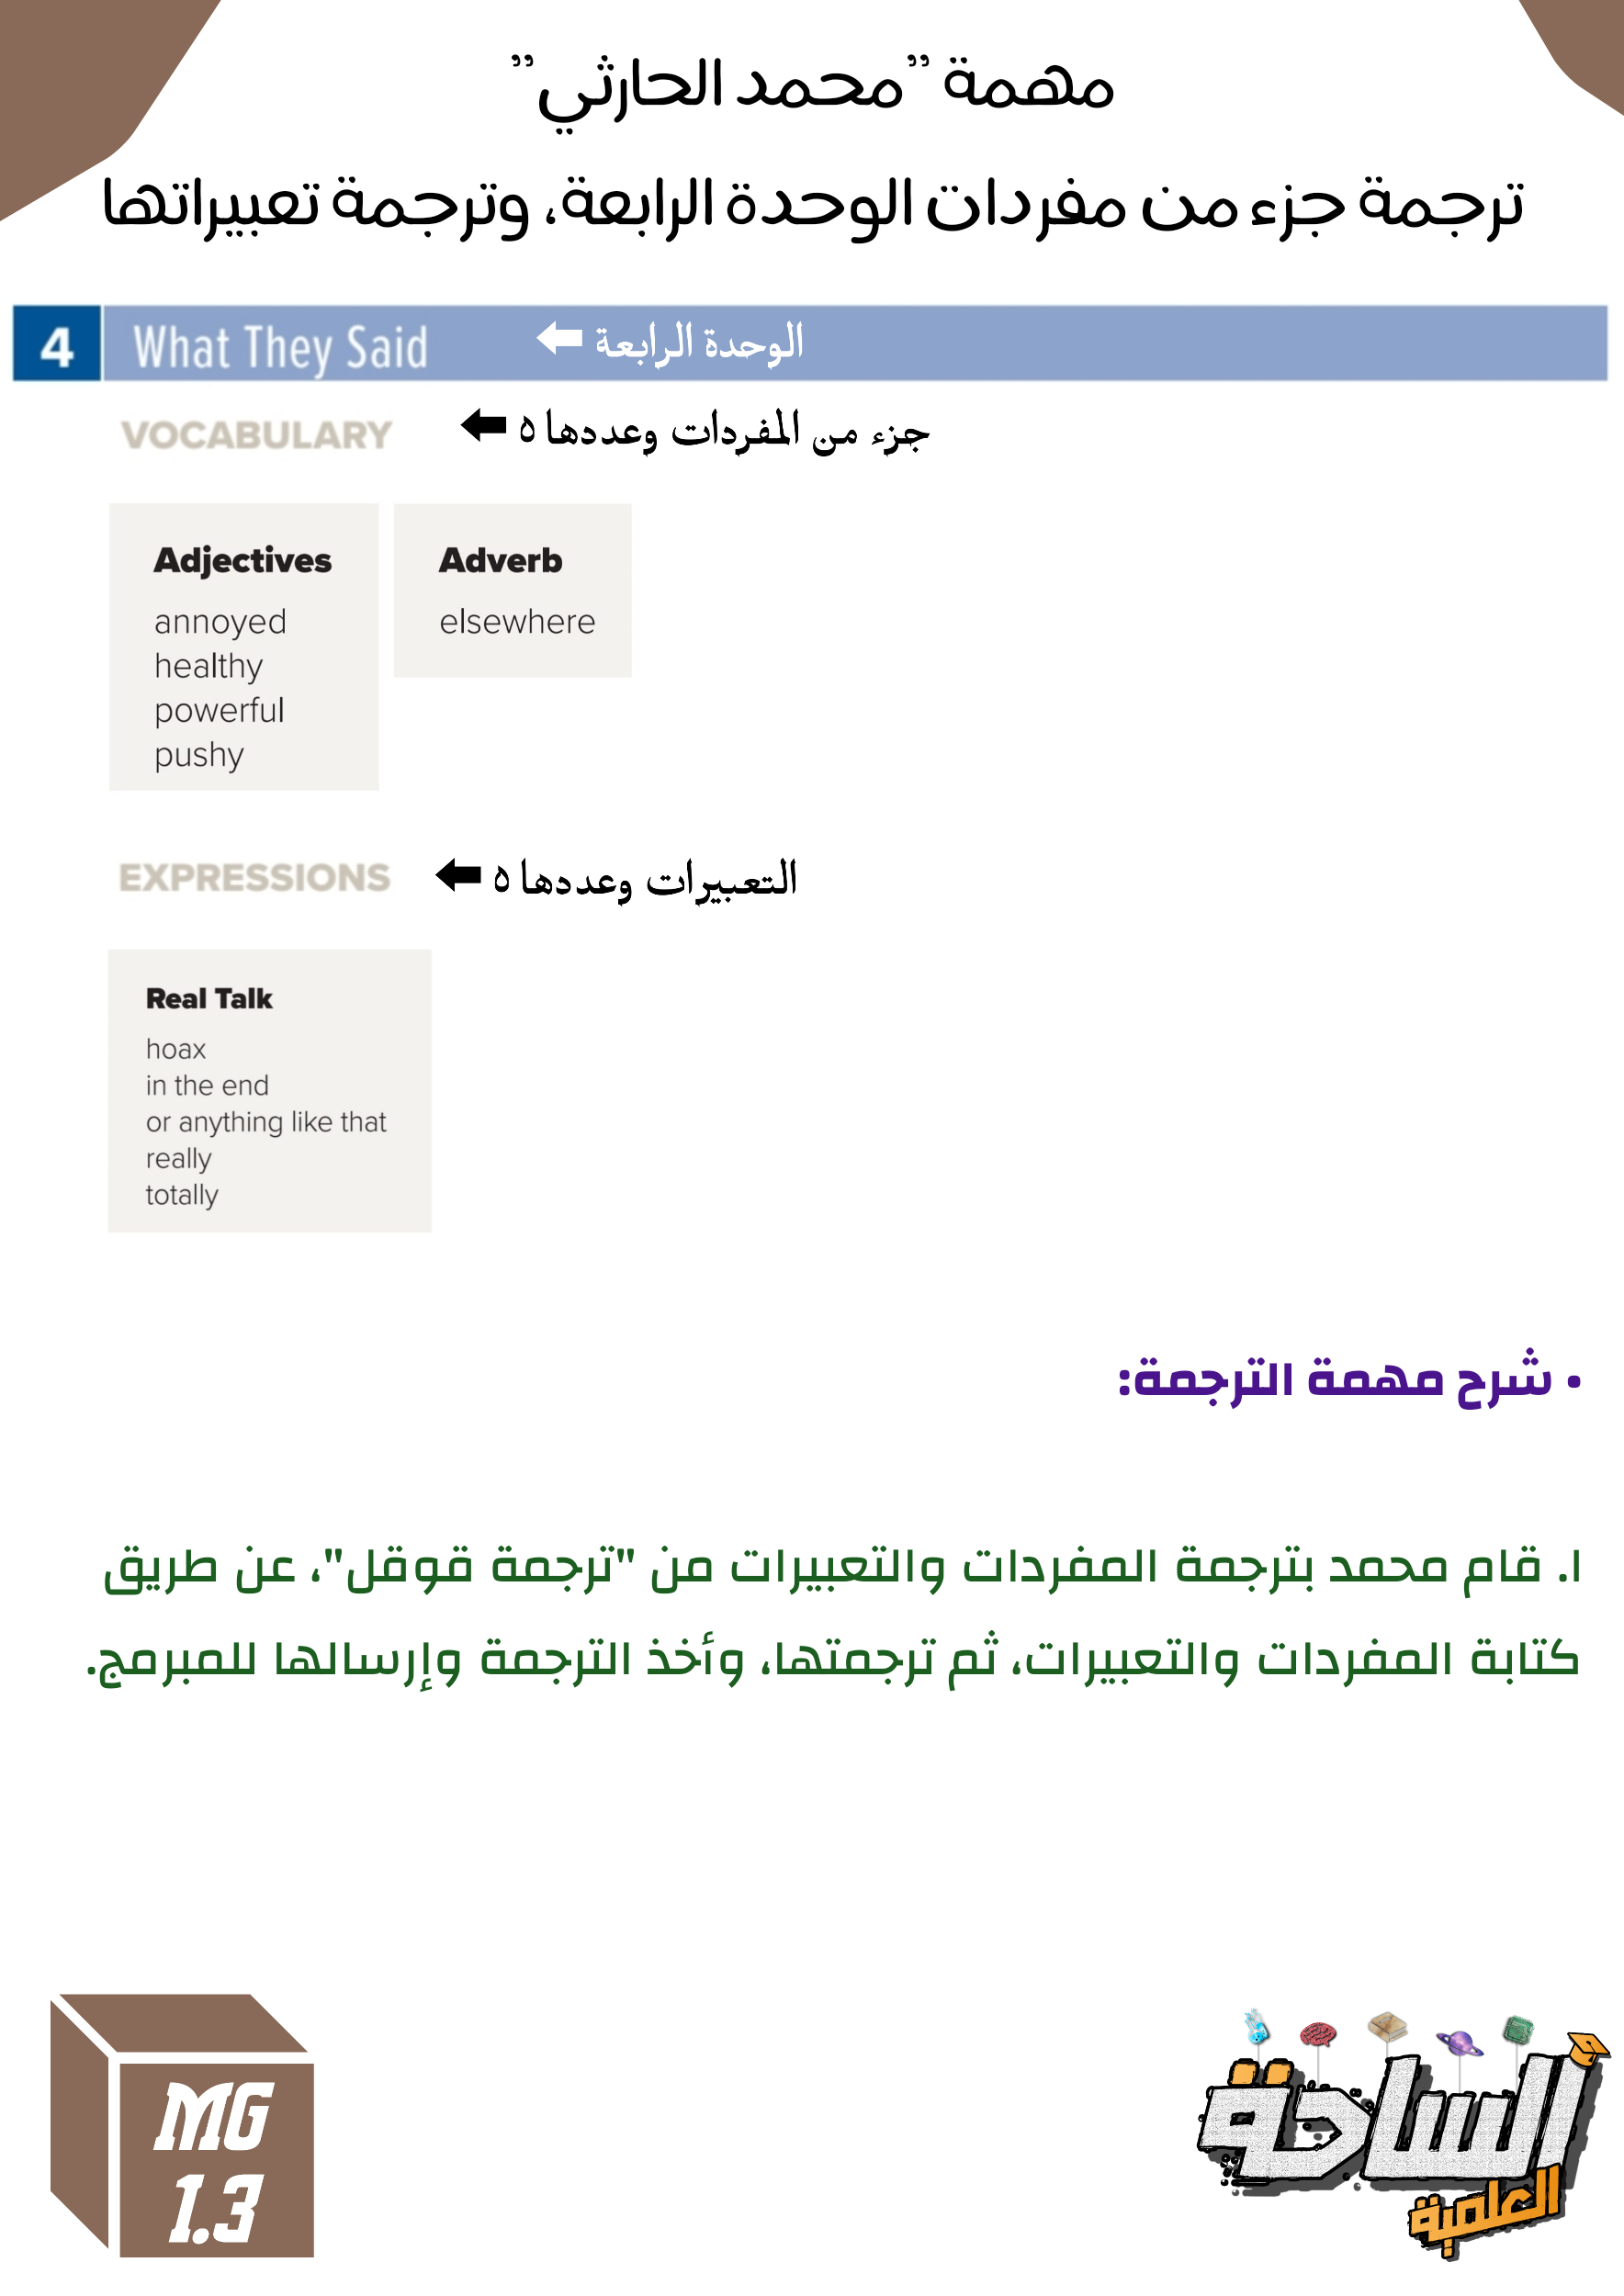 مهمة "محمد الحارثي"
ترجمة جزء من مفردات الوحدة الرابعة، وترجمة تعبيراتها
4 What They Said ⬅ الوحدة الرابعة
VOCABULARY ⬅ جزء من المفردات وعددها ٥
Adjectives
annoyed
healthy
powerful
pushy
Adverb
elsewhere
EXPRESSIONS ⬅ التعبيرات وعددها ٥
Real Talk
hoax
in the end
or anything like that
really
totally
• شرح مهمة الترجمة:
١. قام محمد بترجمة المفردات والتعبيرات من "ترجمة قوقل"، عن طريق
كتابة المفردات والتعبيرات، ثم ترجمتها، وأخذ الترجمة وإرسالها للمبرمج.
MG
1.3
الساحة
العلمية